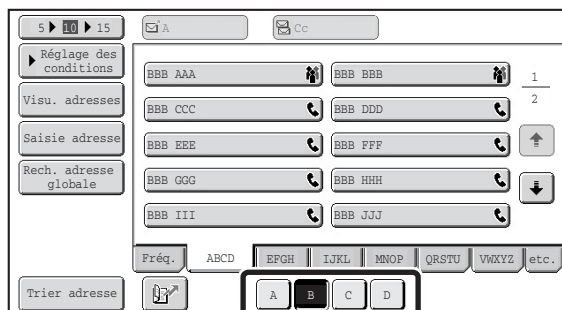 5 10 15
A
Cc
Réglage des
conditions
Visu. adresses
Saisie adresse
Rech. adresse
globale
BBB AAA
BBB BBB
BBB CCC
BBB DDD
BBB EEE
BBB FFF
BBB GGG
BBB HHH
BBB III
BBB JJJ
1
2
Fréq.
ABCD
EFGH
IJKL
MNOP
QRSTU
VWXYZ
etc.
Trier adresse
A
B
C
D